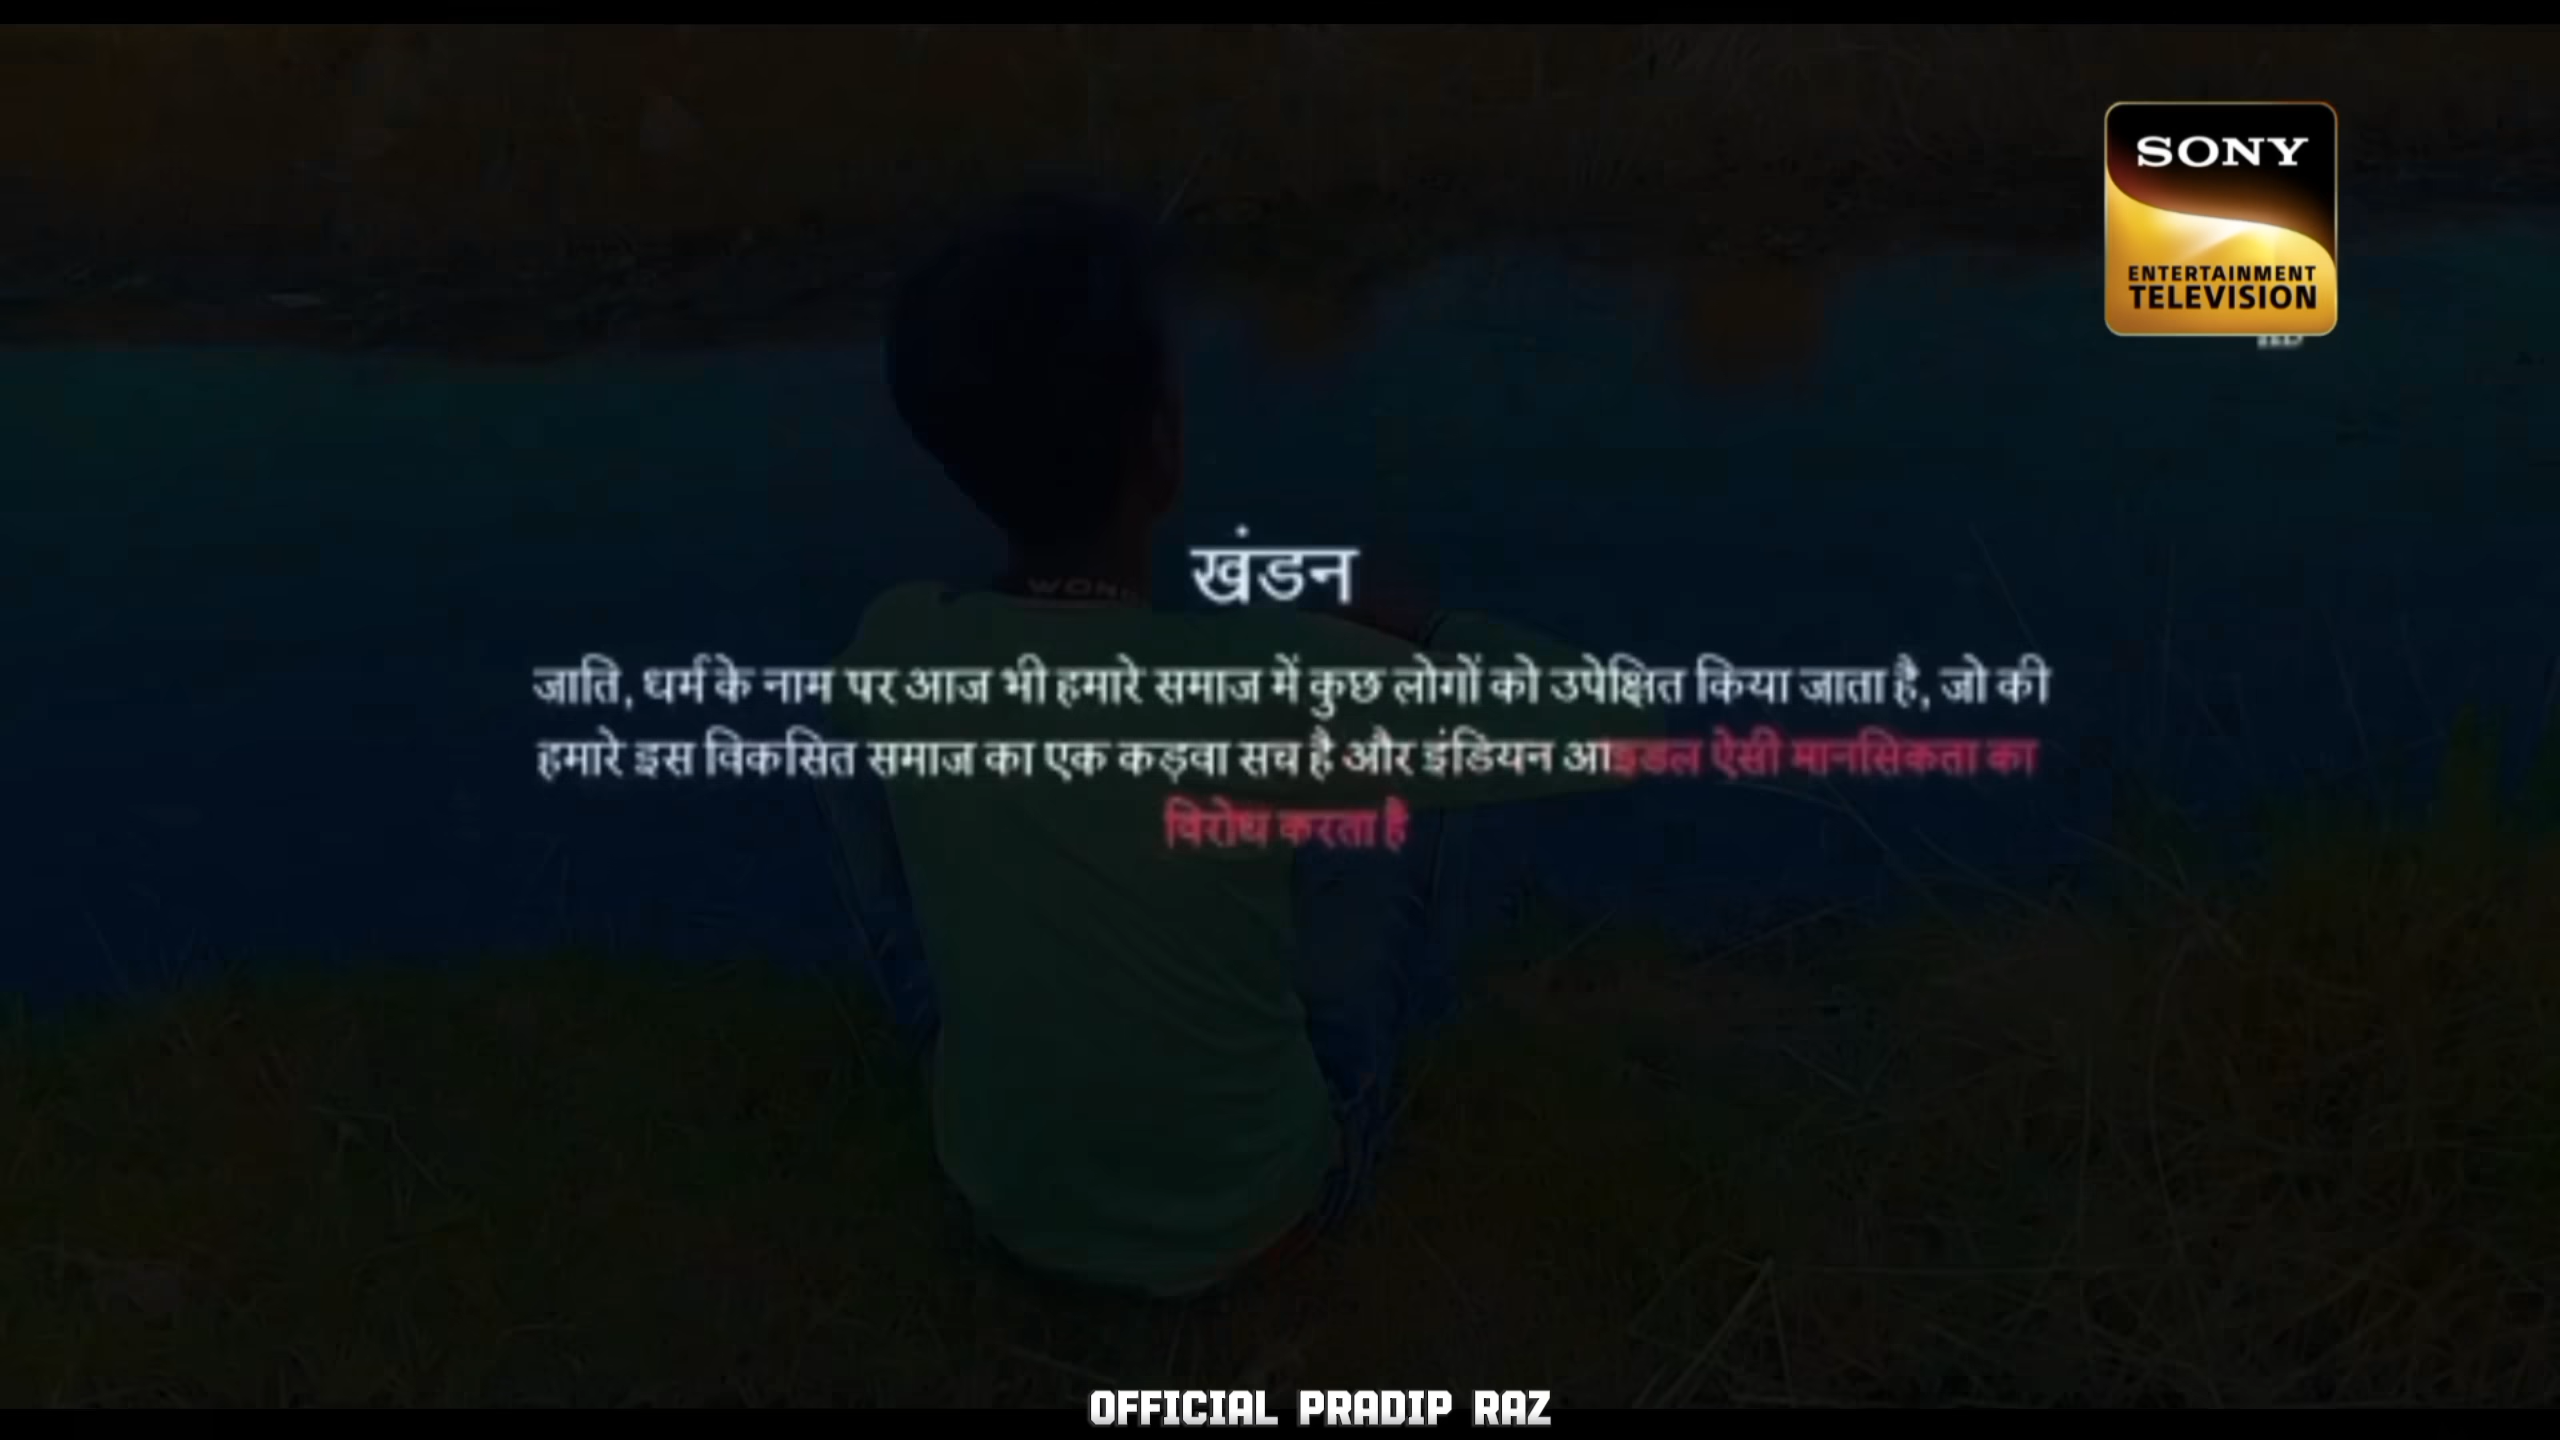 SONY
ENTERTAINMENT
TELEVISION
खंडन
जाति, धर्म के नाम पर आज भी हमारे समाज में कुछ लोगों को उपेक्षित किया जाता है, जो की
हमारे इस विकसित समाज का एक कड़वा सच है और इंडियन आइडल ऐसी मानसिकता का
विरोध करता है
OFFICIAL PRADIP RAZ